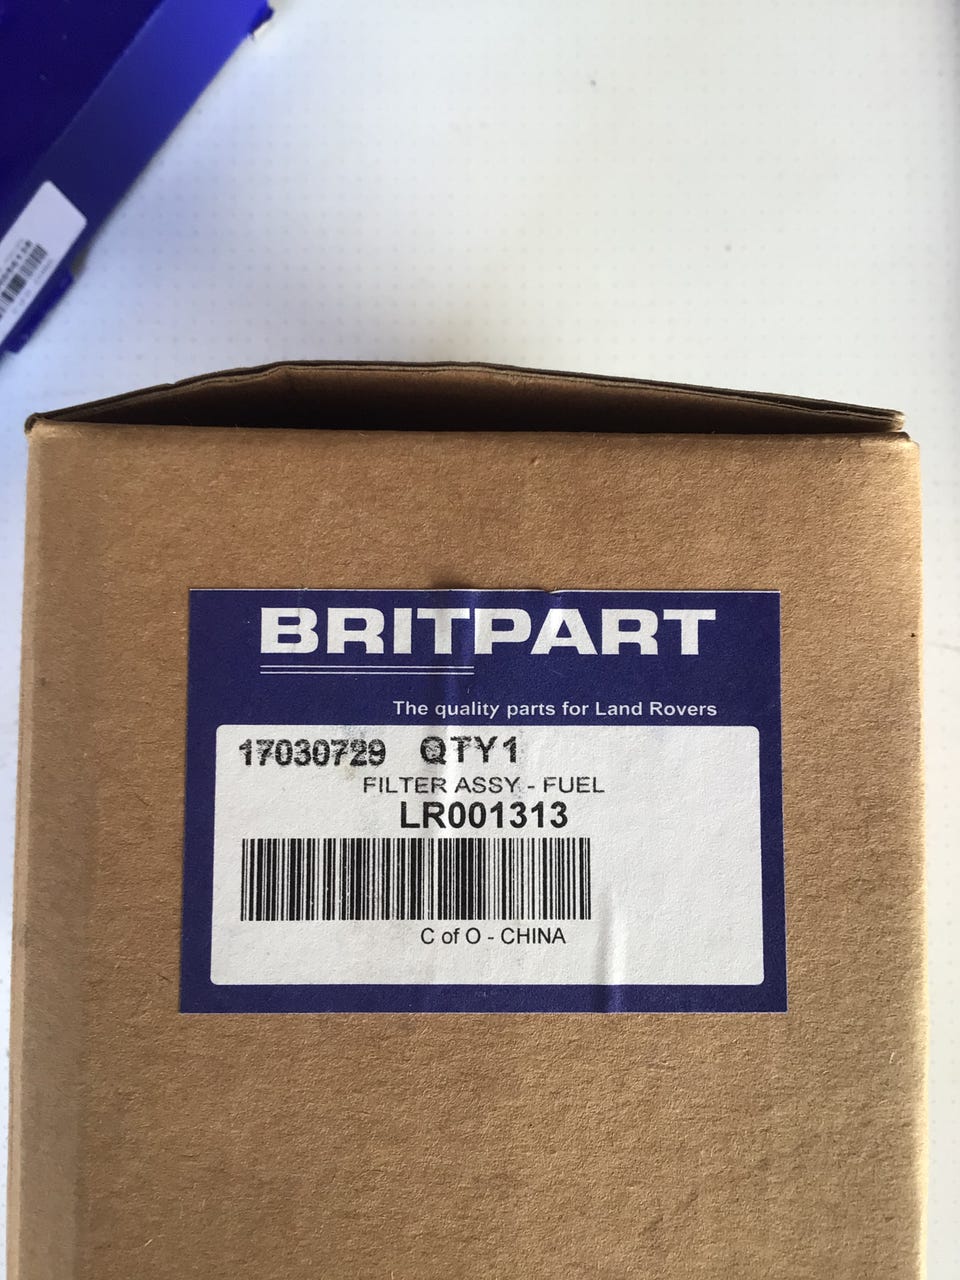 BRITPART
The quality parts for Land Rovers
17030729 QTY1
FILTER ASSY - FUEL
LR001313
C of O - CHINA